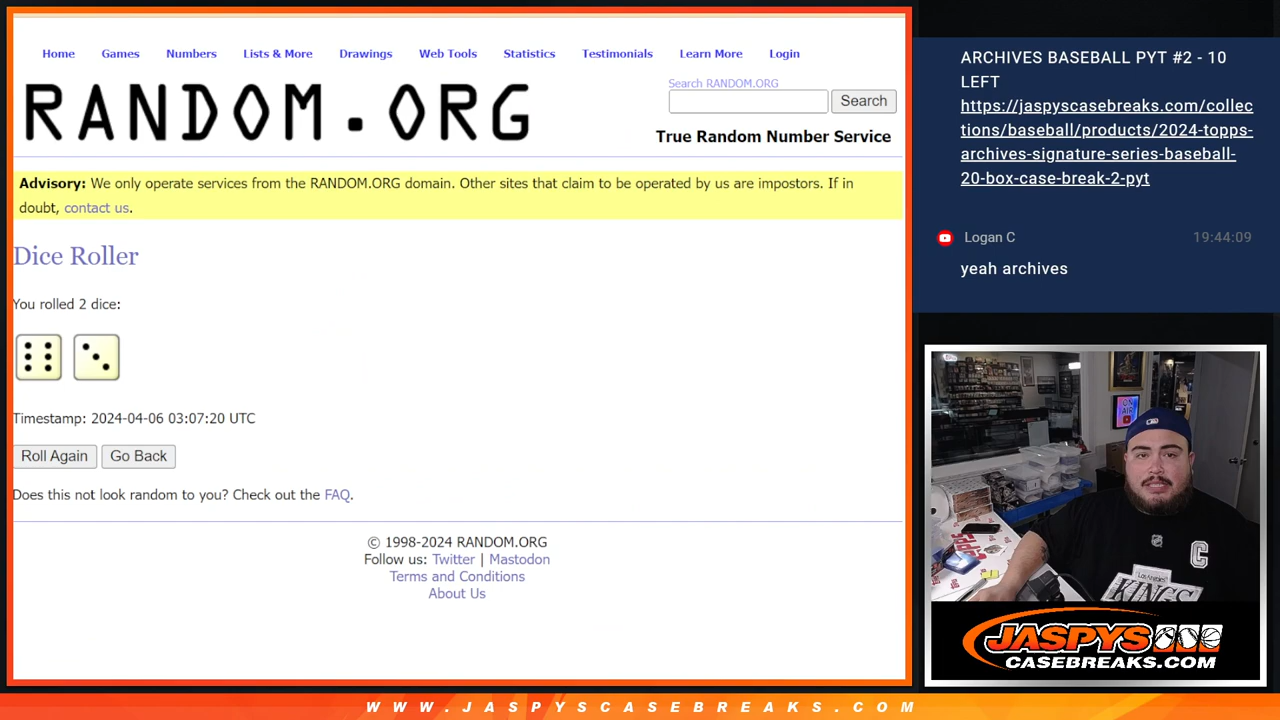 Home Games Numbers Lists & More Drawings Web Tools Statistics Testimonials Learn More Login
RANDOM.ORG
Search RANDOM.ORG
Search
True Random Number Service
Advisory: We only operate services from the RANDOM.ORG domain. Other sites that claim to be operated by us are impostors. If in
doubt, contact us.
Dice Roller
You rolled 2 dice:
Timestamp: 2024-04-06 03:07:20 UTC
Roll Again Go Back
Does this not look random to you? Check out the FAQ.
© 1998-2024 RANDOM.ORG
Follow us: Twitter | Mastodon
Terms and Conditions
About Us
ARCHIVES BASEBALL PYT #2 - 10
LEFT
https://jaspyscasebreaks.com/collec
tions/baseball/products/2024-topps-
archives-signature-series-baseball-
20-box-case-break-2-pyt
Logan C 19:44:09
yeah archives
ON AIR
C
Los Angeles
KINGS
JASPYS
CASEBREAKS.COM
WWW.JASPYSCASEBREAKS.COM